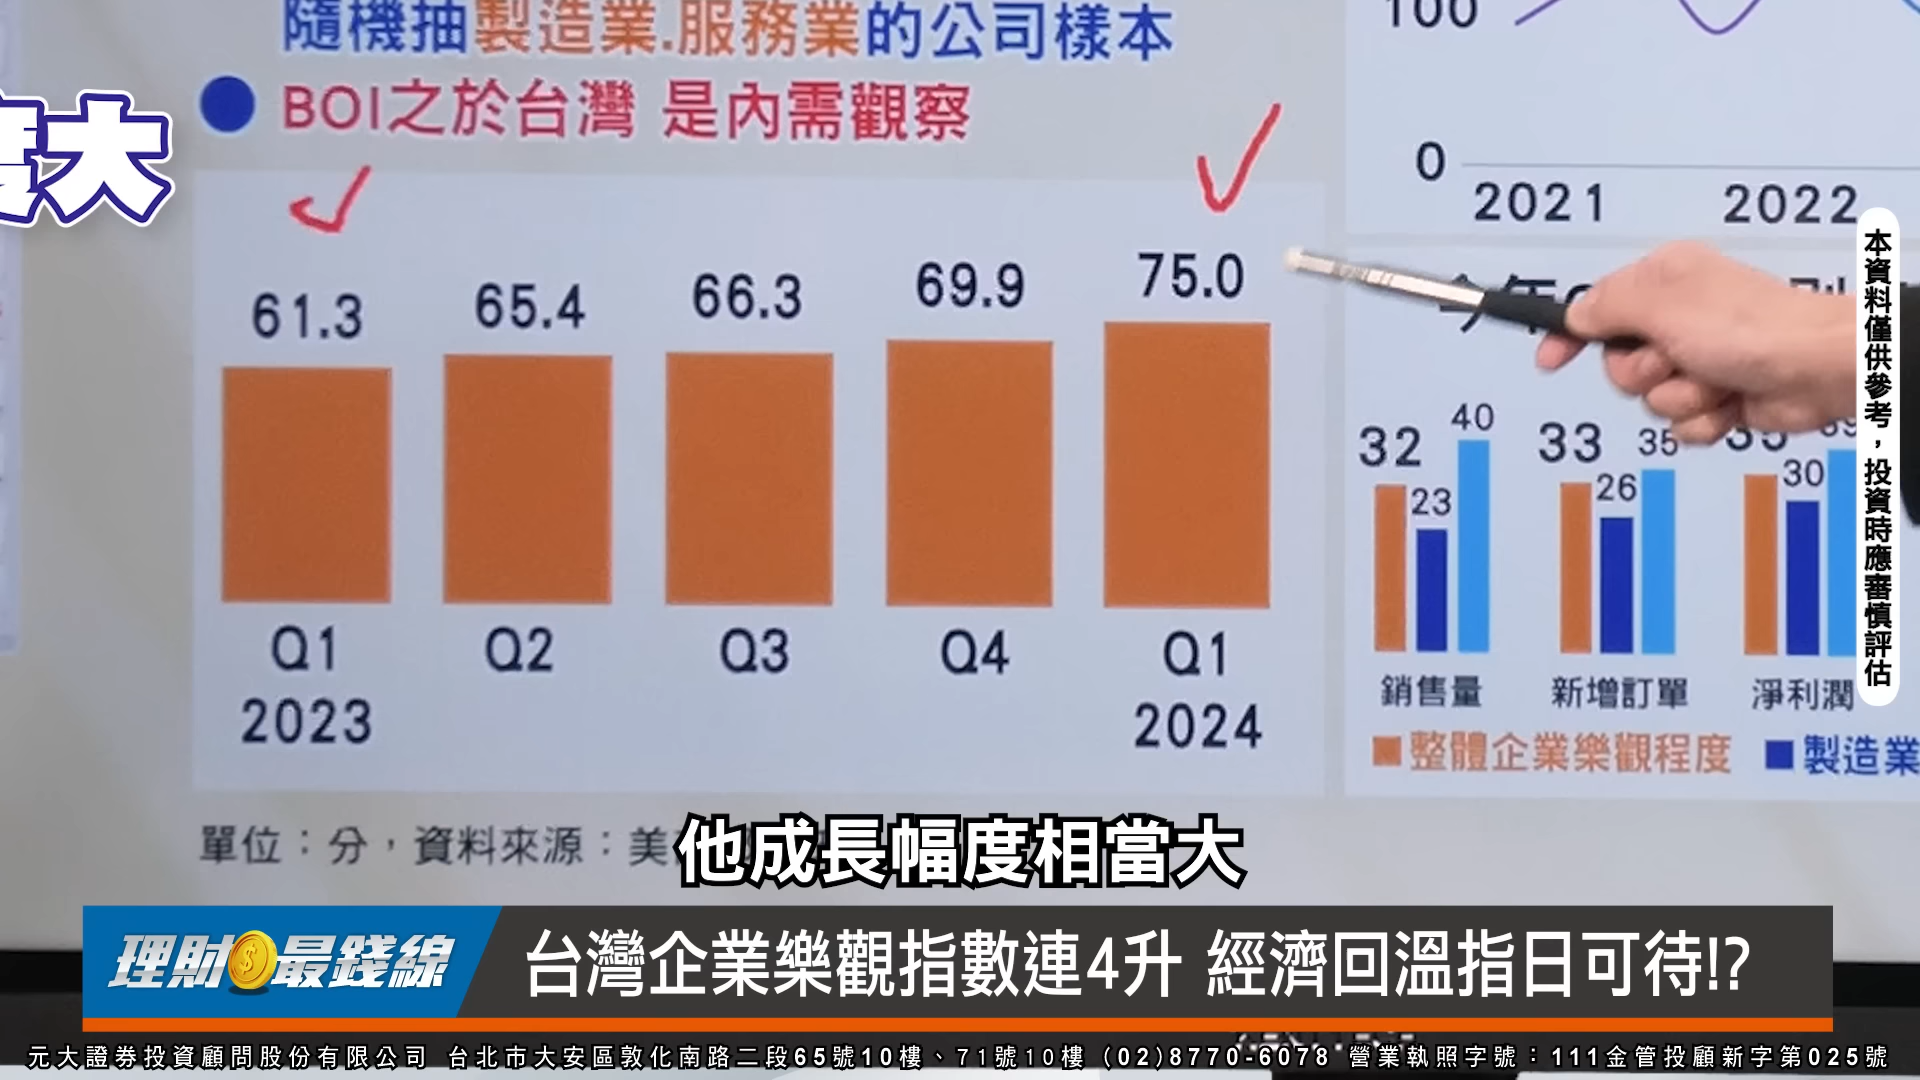 隨機抽製造業.服務業的公司樣本
BOI之於台灣 是內需觀察
度大
61.3
65.4
66.3
69.9
75.0
Q1
Q2
Q3
Q4
Q1
2023
2024
單位：分，資料來源：美
100
0
2021
2022
今年
32
23
40
33
26
35
35
30
39
銷售量
新增訂單
淨利潤
整體企業樂觀程度
製造業
本資料僅供參考，投資時應審慎評估
他成長幅度相當大
理財最錢線
台灣企業樂觀指數連4升 經濟回溫指日可待!?
元大證券投資顧問股份有限公司 台北市大安區敦化南路二段65號10樓、71號10樓 (02)8770-6078 營業執照字號：111金管投顧新字第025號